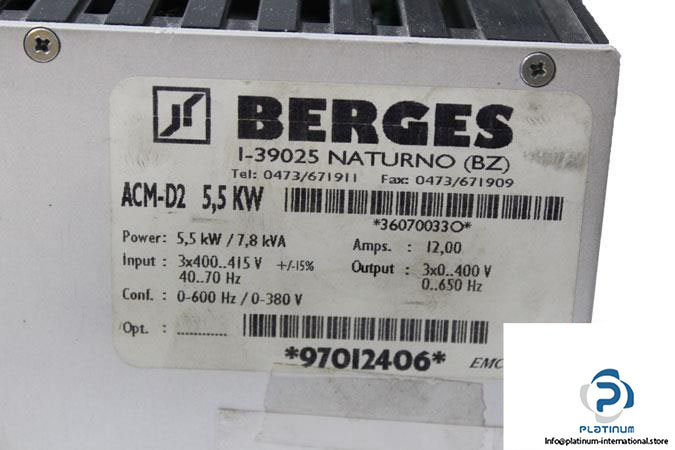 BERGES
I-39025 NATURNO (BZ)
Tel: 0473/671911 Fax: 0473/671909
ACM-D2 5,5 KW
*36070033O*
Power: 5,5 kW / 7,8 kVA Amps. : 12,00
Input : 3x400..415 V +/-15% Output : 3x0..400 V
40..70 Hz 0..650 Hz
Conf. : 0-600 Hz / 0-380 V
Opt. : ............
*97012406* EMC
PLATINUM
Info@platinum-international.store